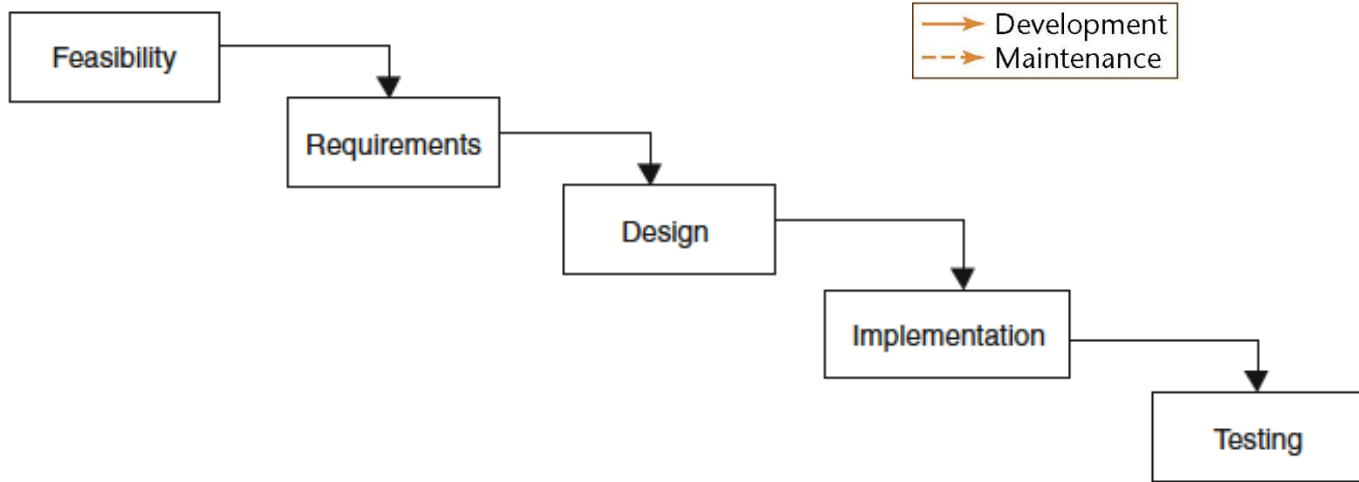 Feasibility
Development
Maintenance
Requirements
Design
Implementation
Testing